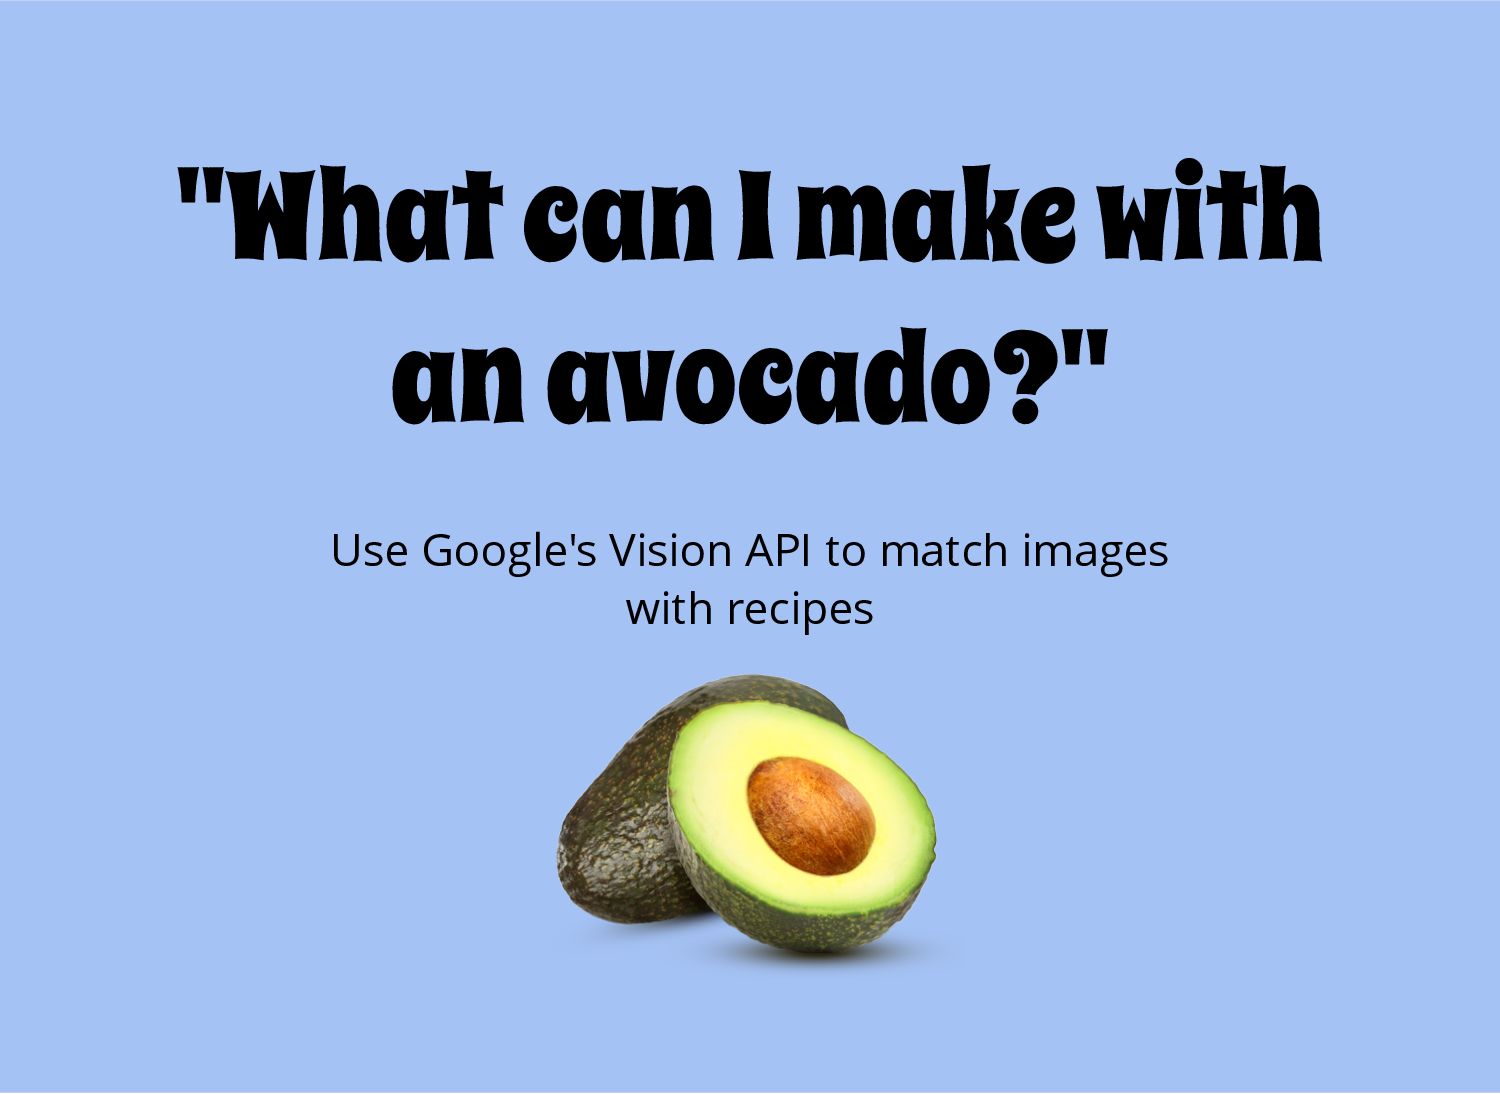 "What can I make with
an avocado?"
Use Google's Vision API to match images
with recipes